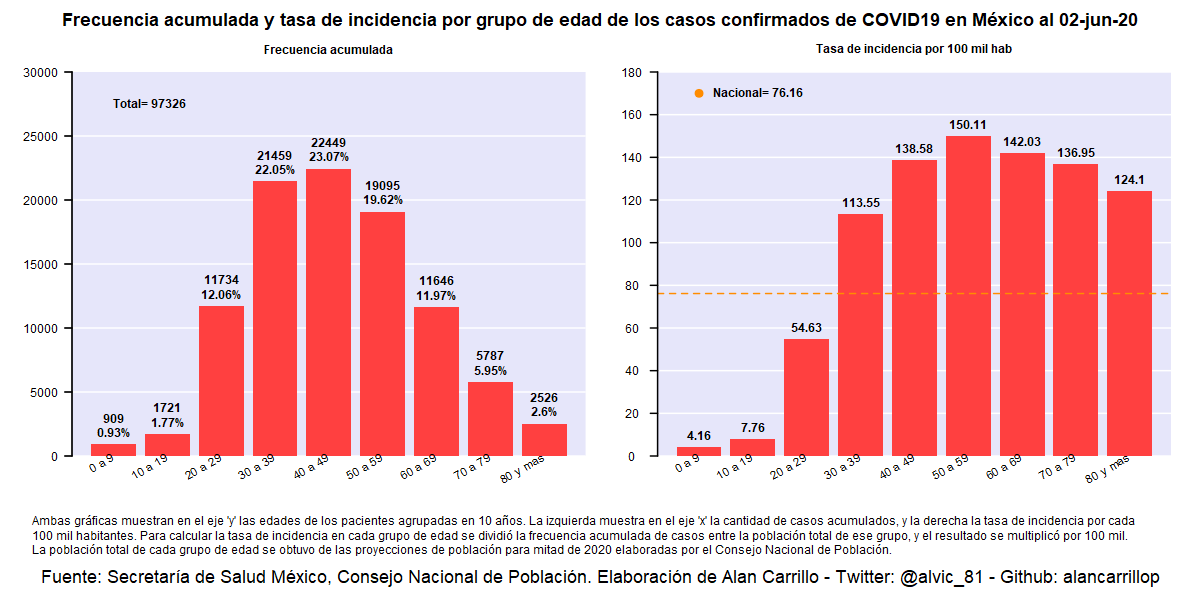 Frecuencia acumulada y tasa de incidencia por grupo de edad de los casos confirmados de COVID19 en México al 02-jun-20
Frecuencia acumulada
30000
25000
20000
15000
10000
5000
0
Total= 97326
909
0.93%
1721
1.77%
11734
12.06%
21459
22.05%
22449
23.07%
19095
19.62%
11646
11.97%
5787
5.95%
2526
2.6%
0 a 9
10 a 19
20 a 29
30 a 39
40 a 49
50 a 59
60 a 69
70 a 79
80 y mas
Tasa de incidencia por 100 mil hab
180
160
140
120
100
80
60
40
20
0
Nacional= 76.16
4.16
7.76
54.63
113.55
138.58
150.11
142.03
136.95
124.1
0 a 9
10 a 19
20 a 29
30 a 39
40 a 49
50 a 59
60 a 69
70 a 79
80 y mas
Ambas gráficas muestran en el eje 'y' las edades de los pacientes agrupadas en 10 años. La izquierda muestra en el eje 'x' la cantidad de casos acumulados, y la derecha la tasa de incidencia por cada
100 mil habitantes. Para calcular la tasa de incidencia en cada grupo de edad se dividió la frecuencia acumulada de casos entre la población total de ese grupo, y el resultado se multiplicó por 100 mil.
La población total de cada grupo de edad se obtuvo de las proyecciones de población para mitad de 2020 elaboradas por el Consejo Nacional de Población.
Fuente: Secretaría de Salud México, Consejo Nacional de Población. Elaboración de Alan Carrillo - Twitter: @alvic_81 - Github: alancarrillop